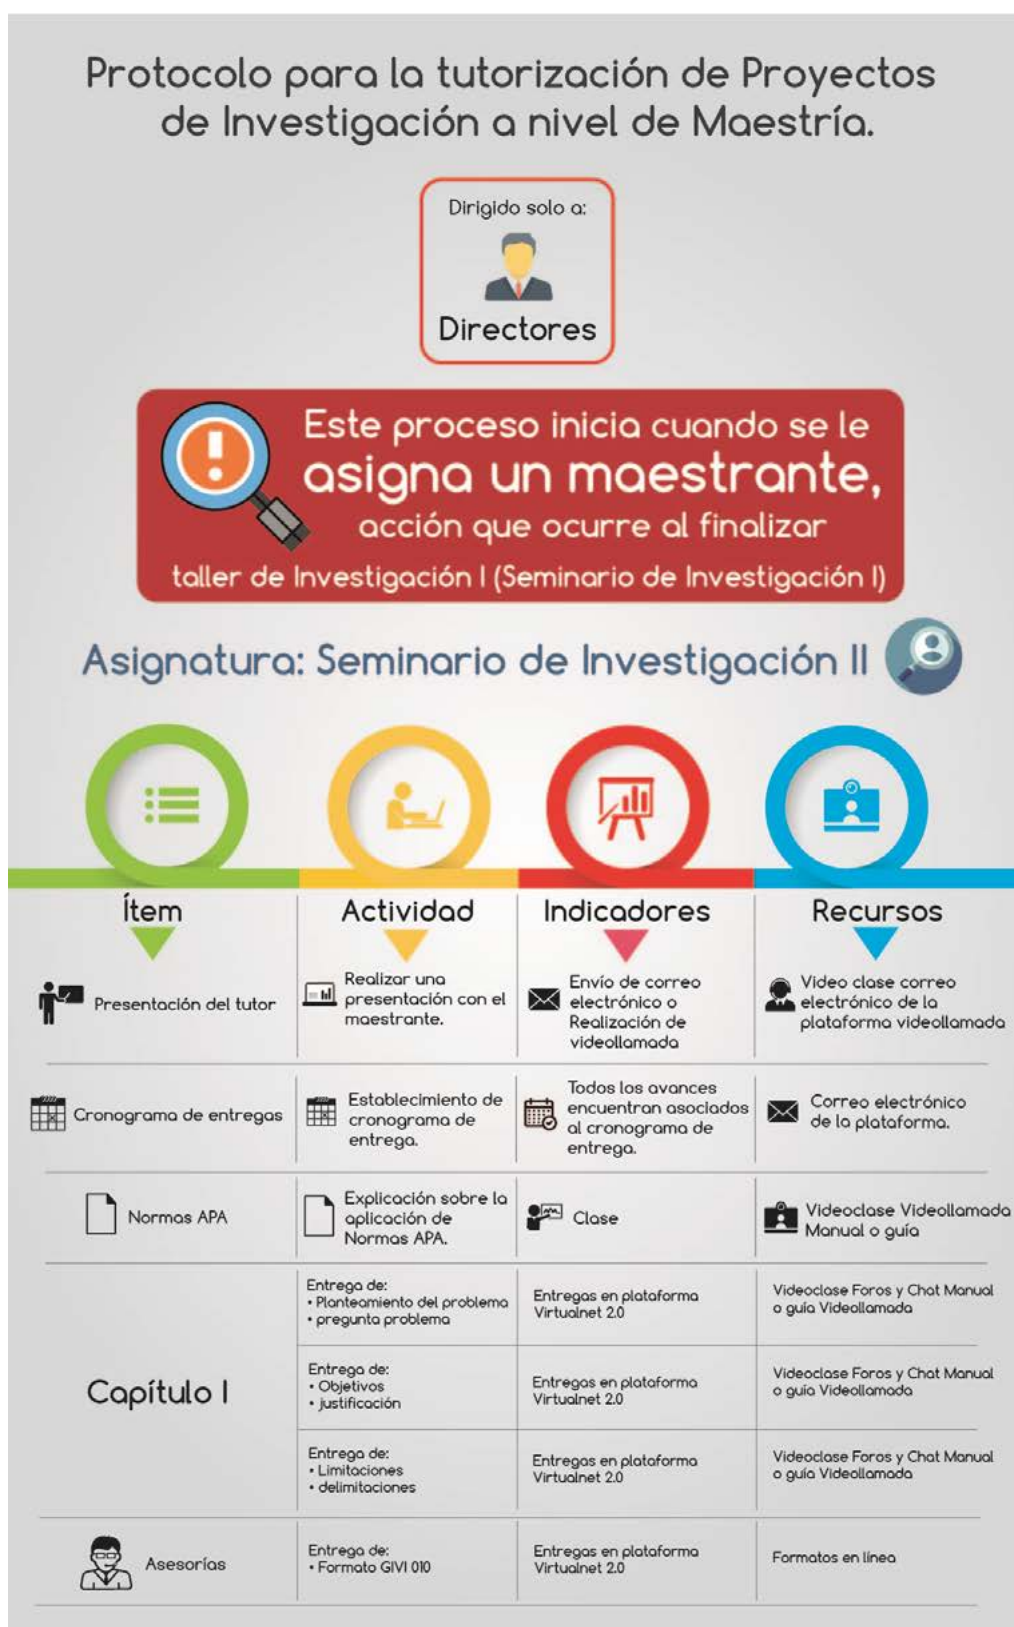 Protocolo para la tutorización de Proyectos
de Investigación a nivel de Maestría.
Dirigido solo a:
Directores
Este proceso inicia cuando se le
asigna un maestrante,
acción que ocurre al finalizar
taller de Investigación I (Seminario de Investigación I)
Asignatura: Seminario de Investigación II
Ítem
Actividad
Indicadores
Recursos
Presentación del tutor
Realizar una
presentación con el
maestrante.
Envío de correo
electrónico o
Realización de
videollamada
Video clase correo
electrónico de la
plataforma videollamada
Cronograma de entregas
Establecimiento de
cronograma de
entrega.
Todos los avances
encuentran asociados
al cronograma de
entrega.
Correo electrónico
de la plataforma.
Normas APA
Explicación sobre la
aplicación de
Normas APA.
Clase
Videoclase Videollamada
Manual o guía
Capítulo I
Entrega de:
• Planteamiento del problema
• pregunta problema
Entregas en plataforma
Virtualnet 2.0
Videoclase Foros y Chat Manual
o guía Videollamada
Entrega de:
• Objetivos
• justificación
Entregas en plataforma
Virtualnet 2.0
Videoclase Foros y Chat Manual
o guía Videollamada
Entrega de:
• Limitaciones
• delimitaciones
Entregas en plataforma
Virtualnet 2.0
Videoclase Foros y Chat Manual
o guía Videollamada
Asesorías
Entrega de:
• Formato GIVI 010
Entregas en plataforma
Virtualnet 2.0
Formatos en línea